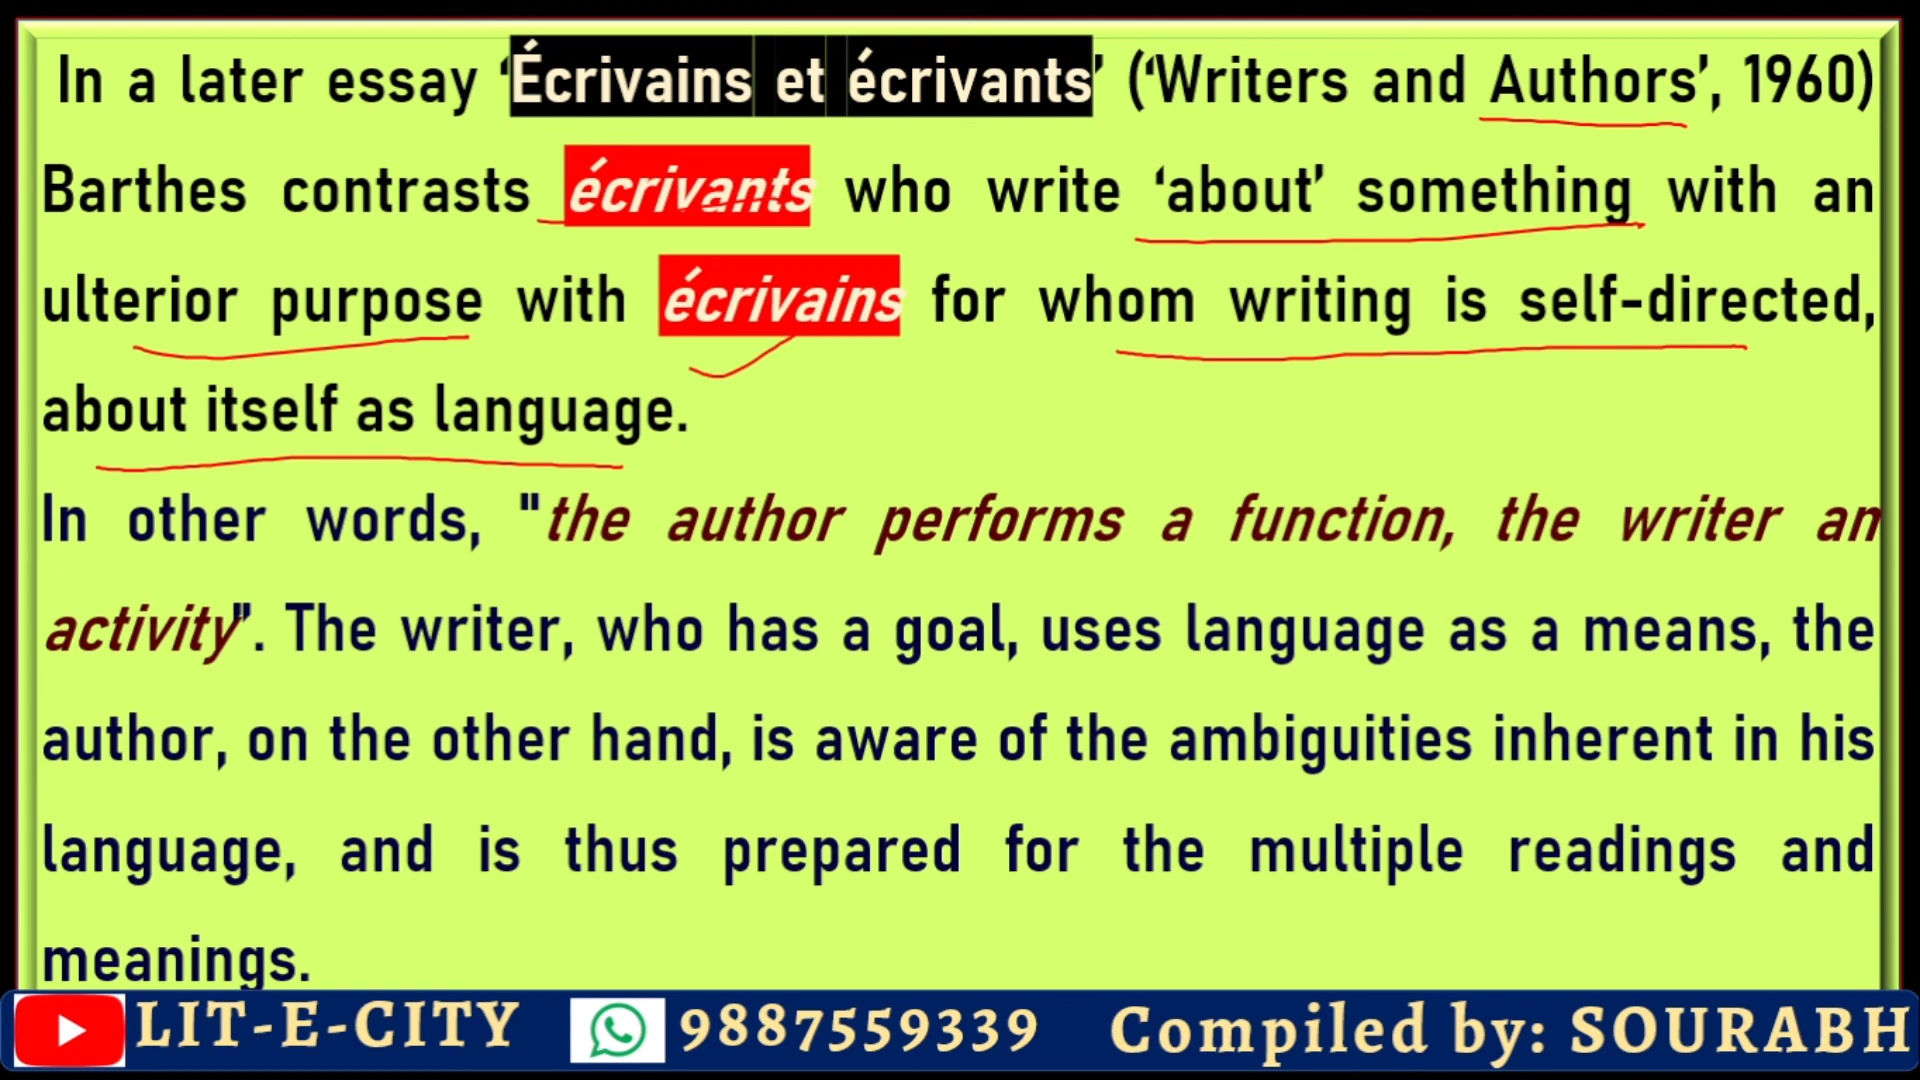 In a later essay ‘Écrivains et écrivants’ (‘Writers and Authors’, 1960)
Barthes contrasts écrivants who write ‘about’ something with an
ulterior purpose with écrivains for whom writing is self-directed,
about itself as language.
In other words, "the author performs a function, the writer an
activity". The writer, who has a goal, uses language as a means, the
author, on the other hand, is aware of the ambiguities inherent in his
language, and is thus prepared for the multiple readings and
meanings.
LIT-E-CITY 9887559339 Compiled by: SOURABH